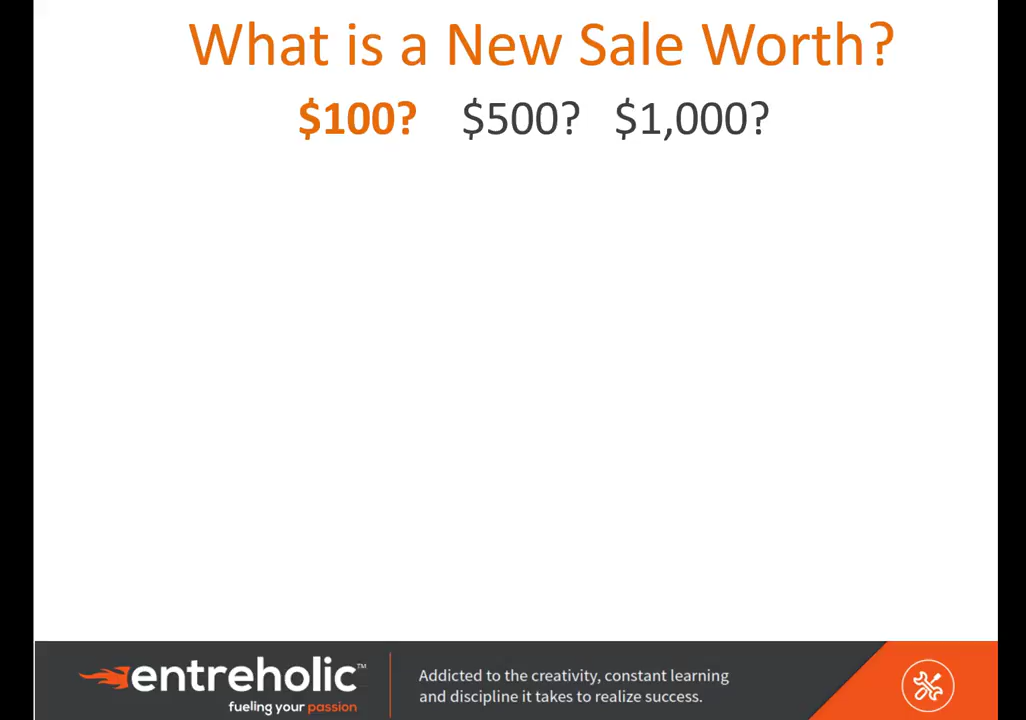 What is a New Sale Worth?
$100? $500? $1,000?
entreholic™
fueling your passion
Addicted to the creativity, constant learning
and discipline it takes to realize success.